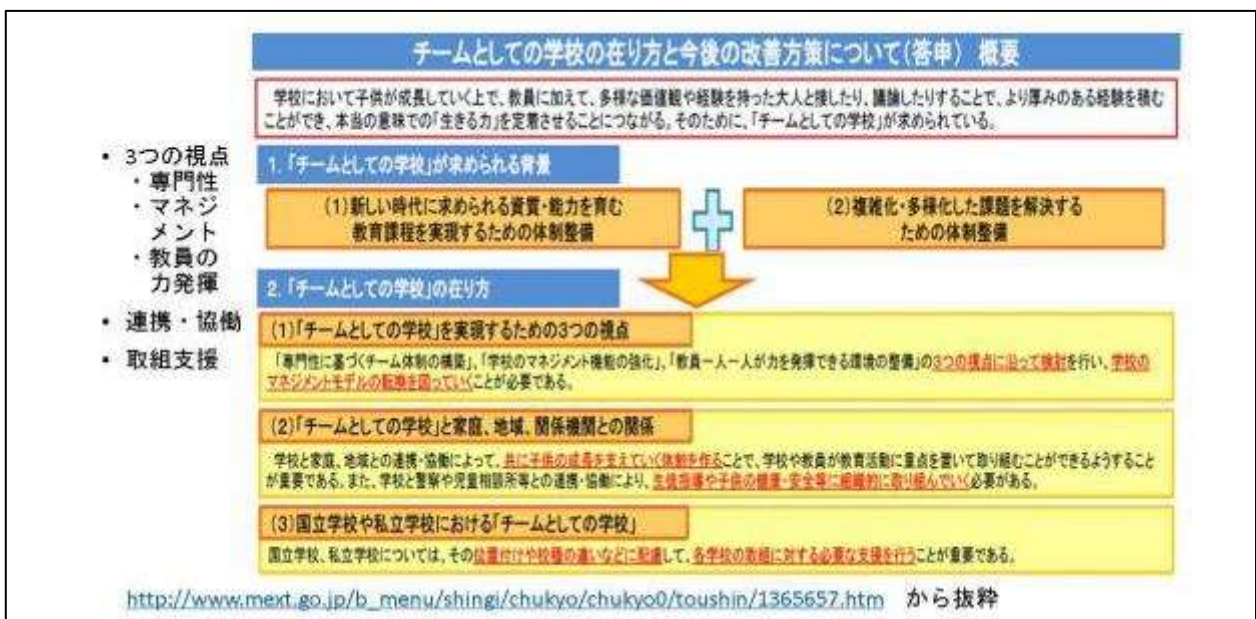 チームとしての学校の在り方と今後の改善方策について(答申) 概要
学校において子供が成長していく上で、教員に加えて、多様な価値観や経験を持った大人と接したり、議論したりすることで、より厚みのある経験を積む
ことができ、本当の意味での「生きる力」を定着させることにつながる。そのために、「チームとしての学校」が求められている。
• 3つの視点
・専門性
・マネジ
メント
・教員の
力発揮
• 連携・協働
• 取組支援
1.「チームとしての学校」が求められる背景
(1)新しい時代に求められる資質・能力を育む
教育課程を実現するための体制整備
(2)複雑化・多様化した課題を解決する
ための体制整備
2.「チームとしての学校」の在り方
(1)「チームとしての学校」を実現するための3つの視点
「専門性に基づくチーム体制の構築」、「学校のマネジメント機能の強化」、「教員一人一人が力を発揮できる環境の整備」の3つの視点に沿って検討を行い、学校の
マネジメントモデルの転換を図っていくことが必要である。
(2)「チームとしての学校」と家庭、地域、関係機関との関係
学校と家庭、地域との連携・協働によって、共に子供の成長を支えていく体制を作ることで、学校や教員が教育活動に重点を置いて取り組むことができるようすること
が重要である。また、学校と警察や児童相談所等との連携・協働により、生徒指導や子供の健康・安全等に組織的に取り組んでいく必要がある。
(3)国立学校や私立学校における「チームとしての学校」
国立学校、私立学校については、その位置付けや校種の違いなどに配慮して、各学校の取組に対する必要な支援を行うことが重要である。
http://www.mext.go.jp/b_menu/shingi/chukyo/chukyo0/toushin/1365657.htm から抜粋